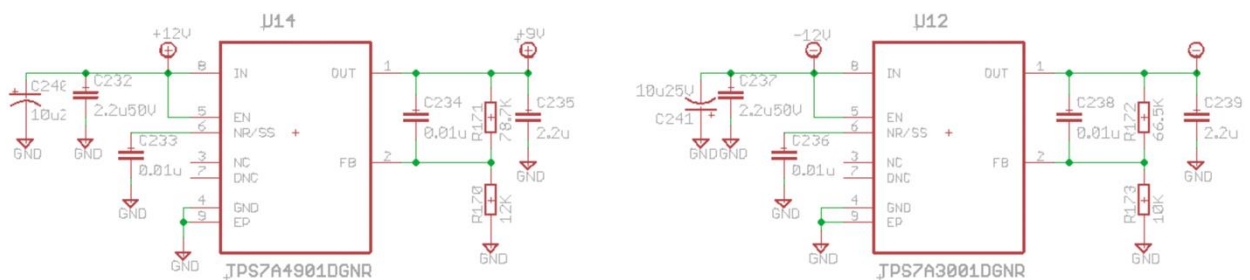 U14
+12V
+9V
C240
10u2
C232
2.2u50V
8
IN
OUT
1
5
EN
6
NR/SS
C233
0.01u
3
NC
7
DNC
FB
2
4
GND
9
EP
C234
0.01u
R171
78.7K
C235
2.2u
R170
12K
GND
GND
GND
GND
GND
GND
TPS7A4901DGNR
U12
-12V
10u25V
C241
C237
2.2u50V
8
IN
OUT
1
5
EN
6
NR/SS
C236
0.01u
3
NC
7
DNC
FB
2
4
GND
9
EP
C238
0.01u
R172
66.5K
C239
2.2u
R173
10K
GND
GND
GND
GND
GND
GND
TPS7A3001DGNR